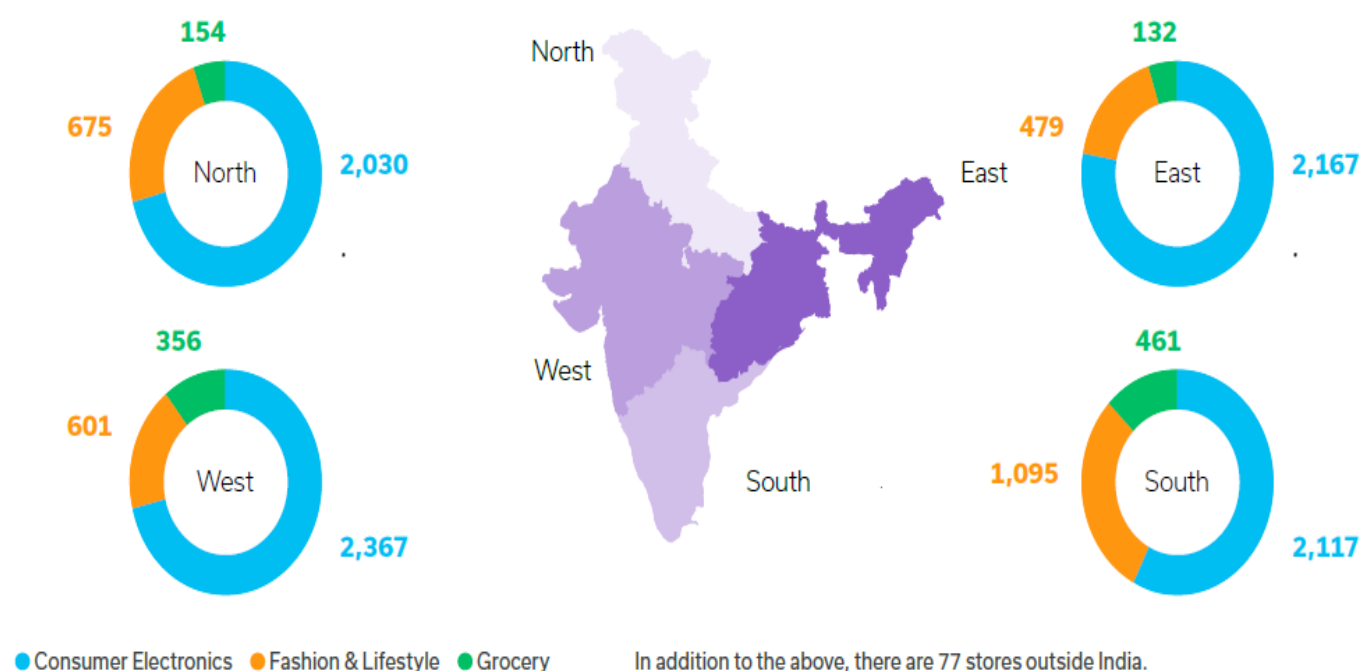 154
675
North
2,030
North
East
132
479
East
2,167
356
601
West
2,367
West
South
461
1,095
South
2,117
Consumer Electronics Fashion & Lifestyle Grocery
In addition to the above, there are 77 stores outside India.